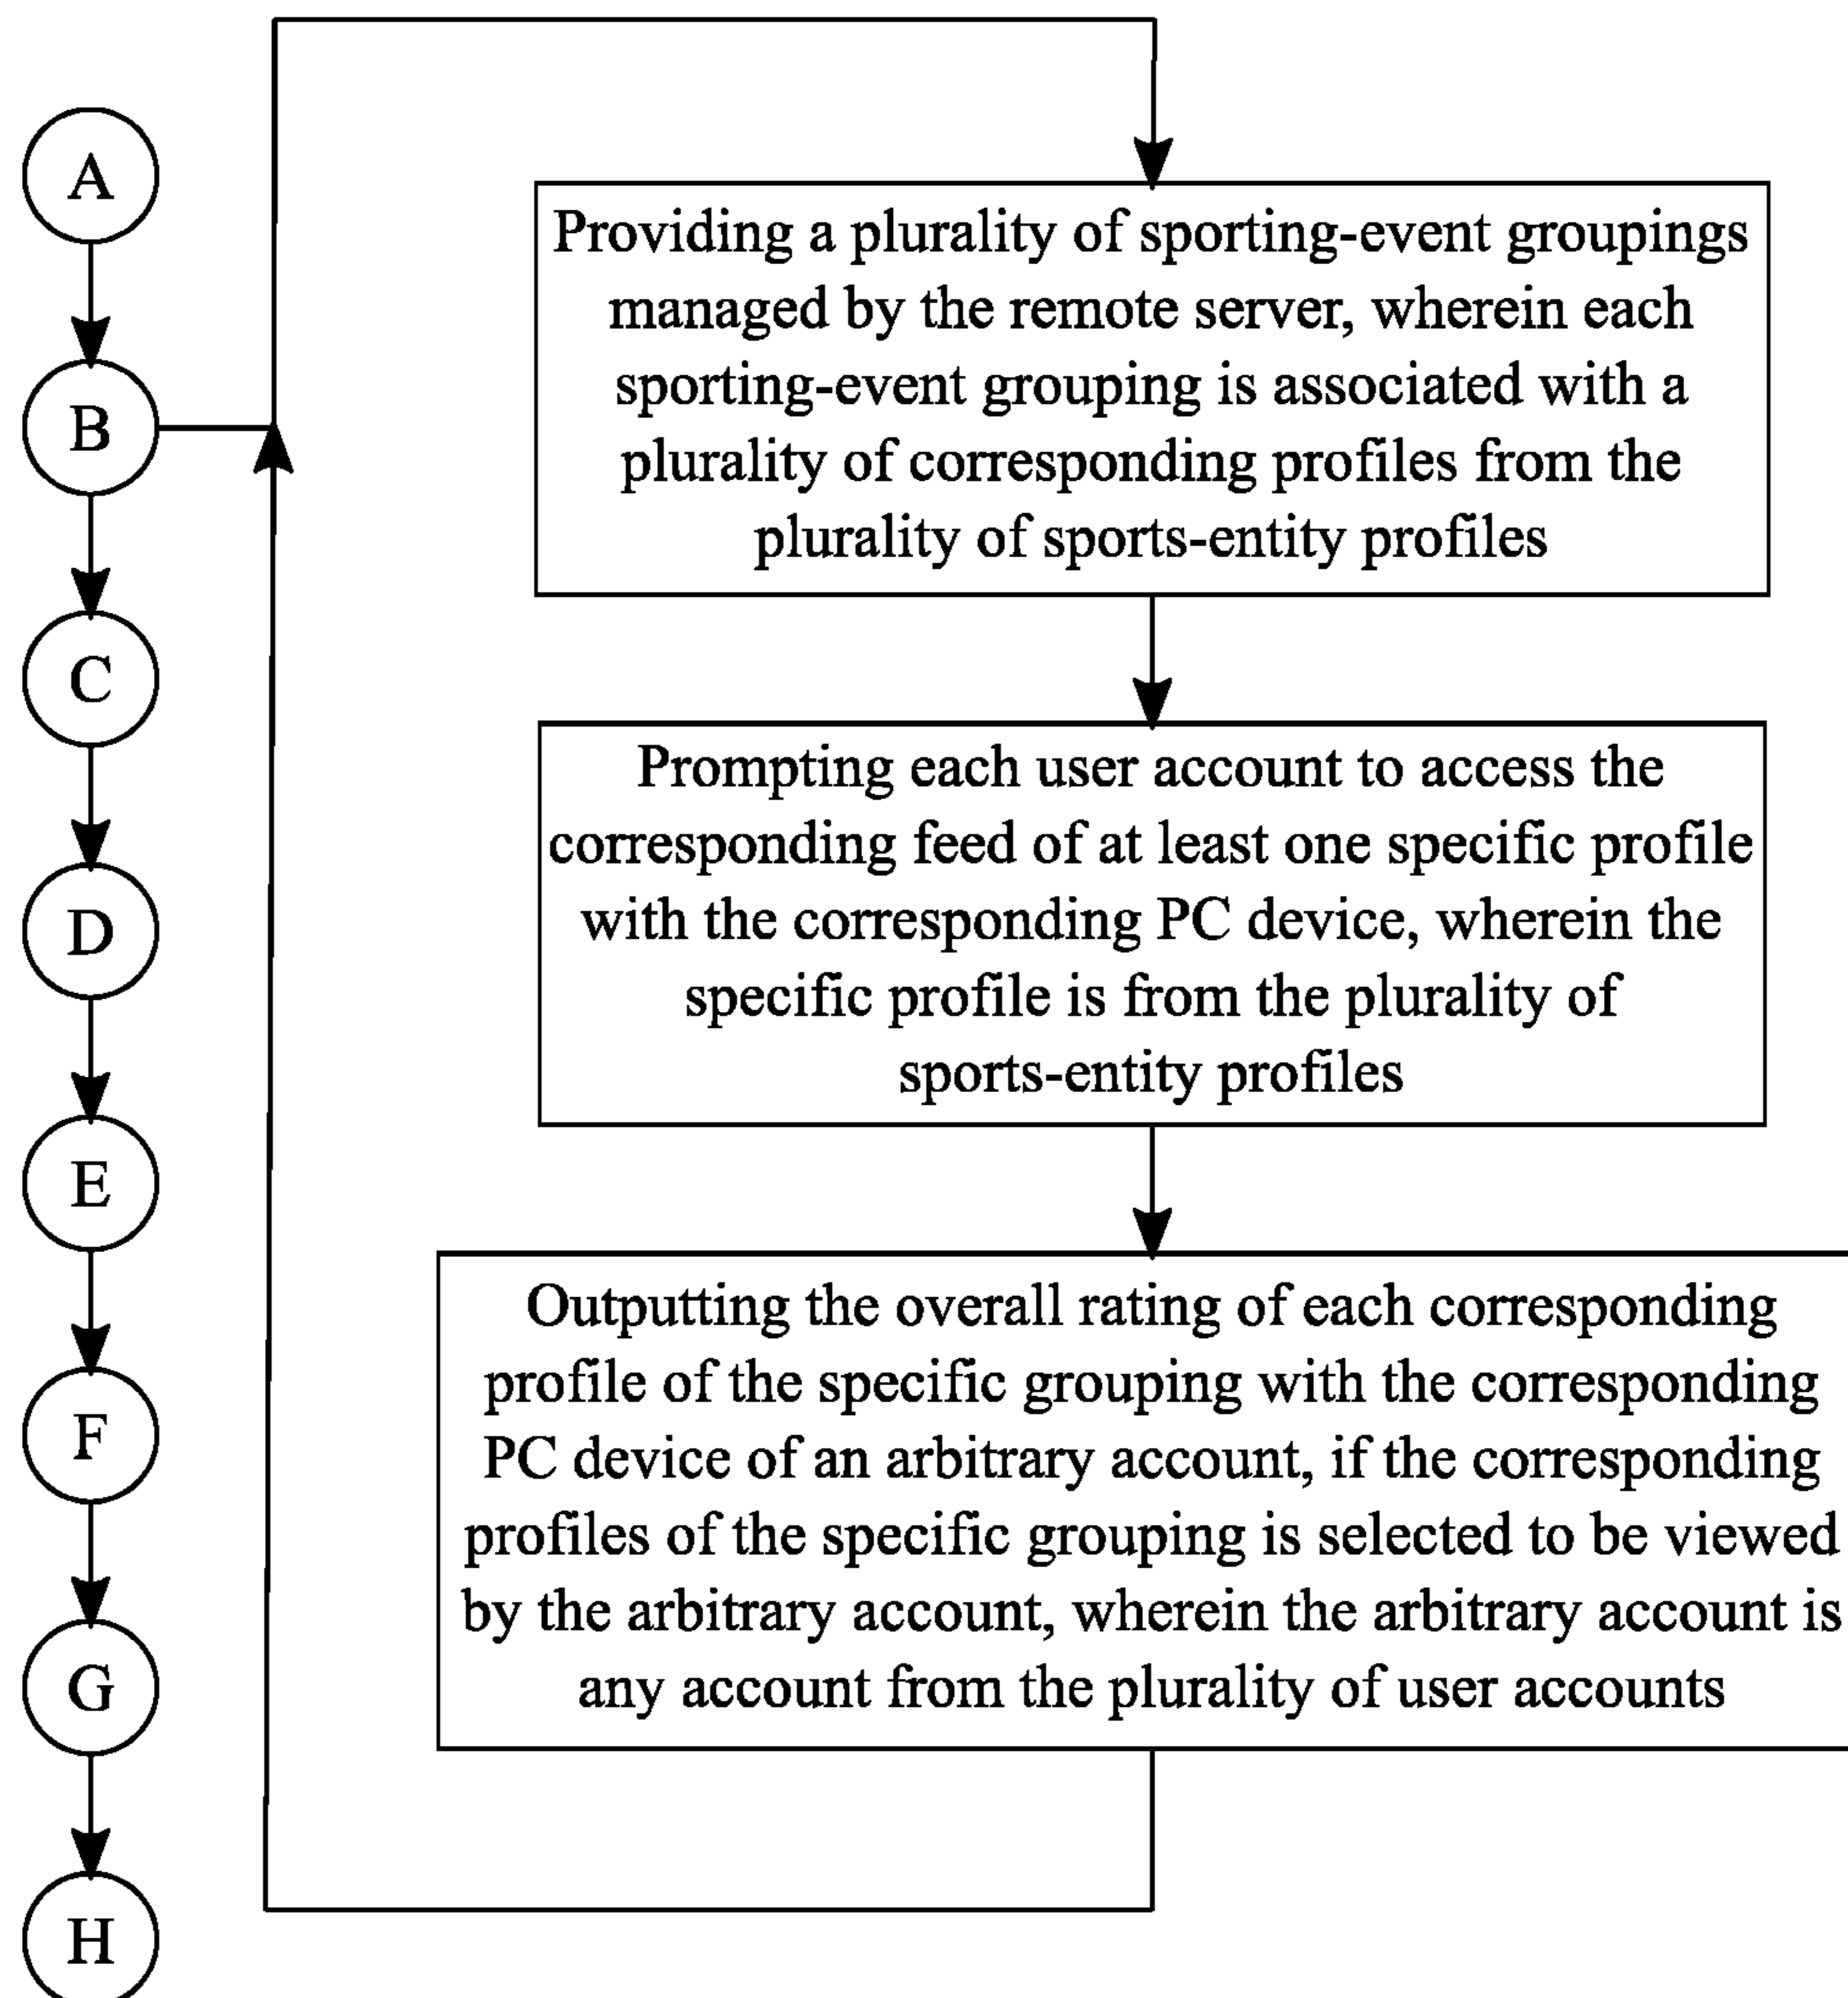 A
B
C
D
E
F
G
H
Providing a plurality of sporting-event groupings
managed by the remote server, wherein each
sporting-event grouping is associated with a
plurality of corresponding profiles from the
plurality of sports-entity profiles
Prompting each user account to access the
corresponding feed of at least one specific profile
with the corresponding PC device, wherein the
specific profile is from the plurality of
sports-entity profiles
Outputting the overall rating of each corresponding
profile of the specific grouping with the corresponding
PC device of an arbitrary account, if the corresponding
profiles of the specific grouping is selected to be viewed
by the arbitrary account, wherein the arbitrary account is
any account from the plurality of user accounts